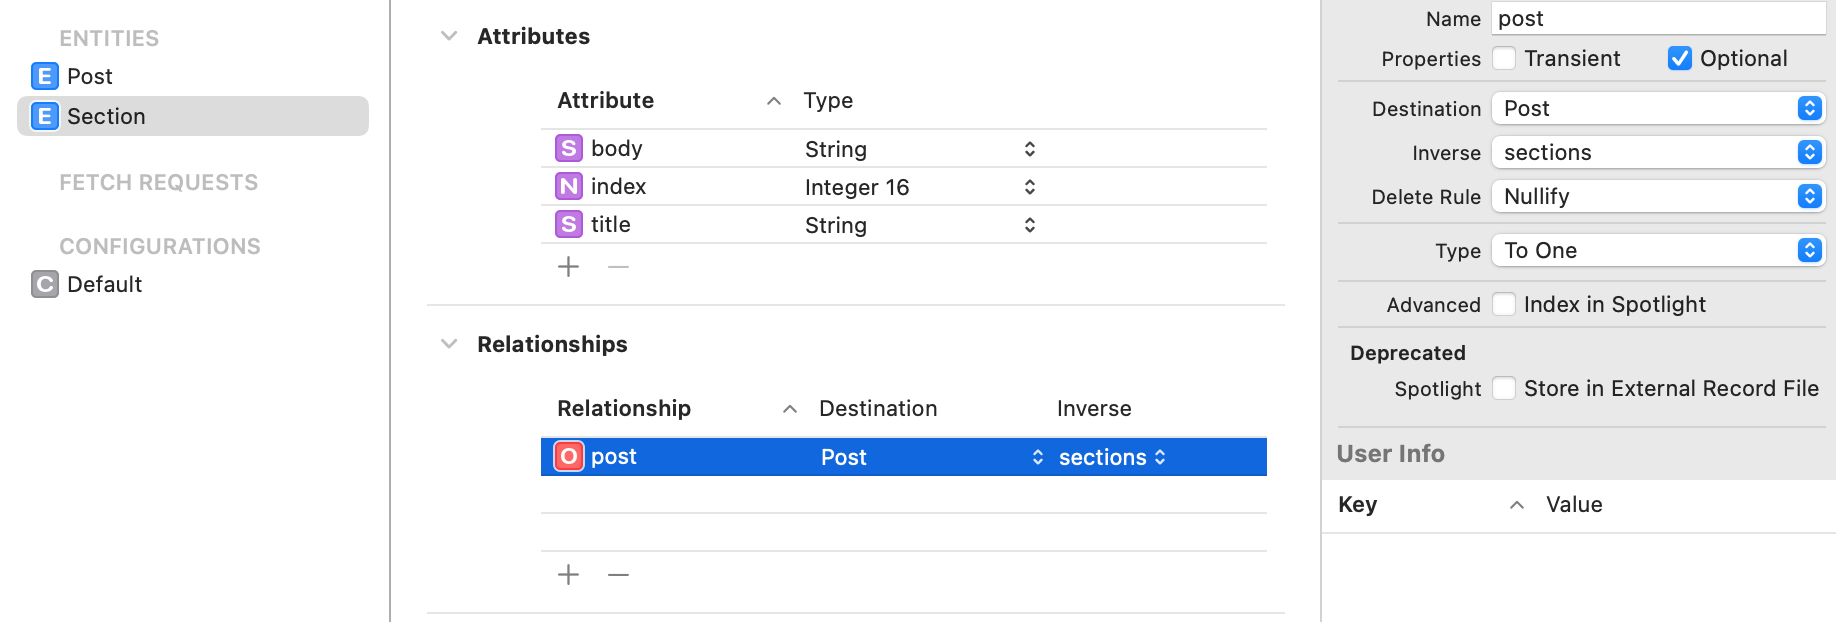 ENTITIES
E Post
E Section
FETCH REQUESTS
CONFIGURATIONS
C Default
Attributes
Attribute Type
S body String
N index Integer 16
S title String
Relationships
Relationship Destination Inverse
O post Post sections
Name post
Properties Transient Optional
Destination Post
Inverse sections
Delete Rule Nullify
Type To One
Advanced Index in Spotlight
Deprecated
Spotlight Store in External Record File
User Info
Key Value